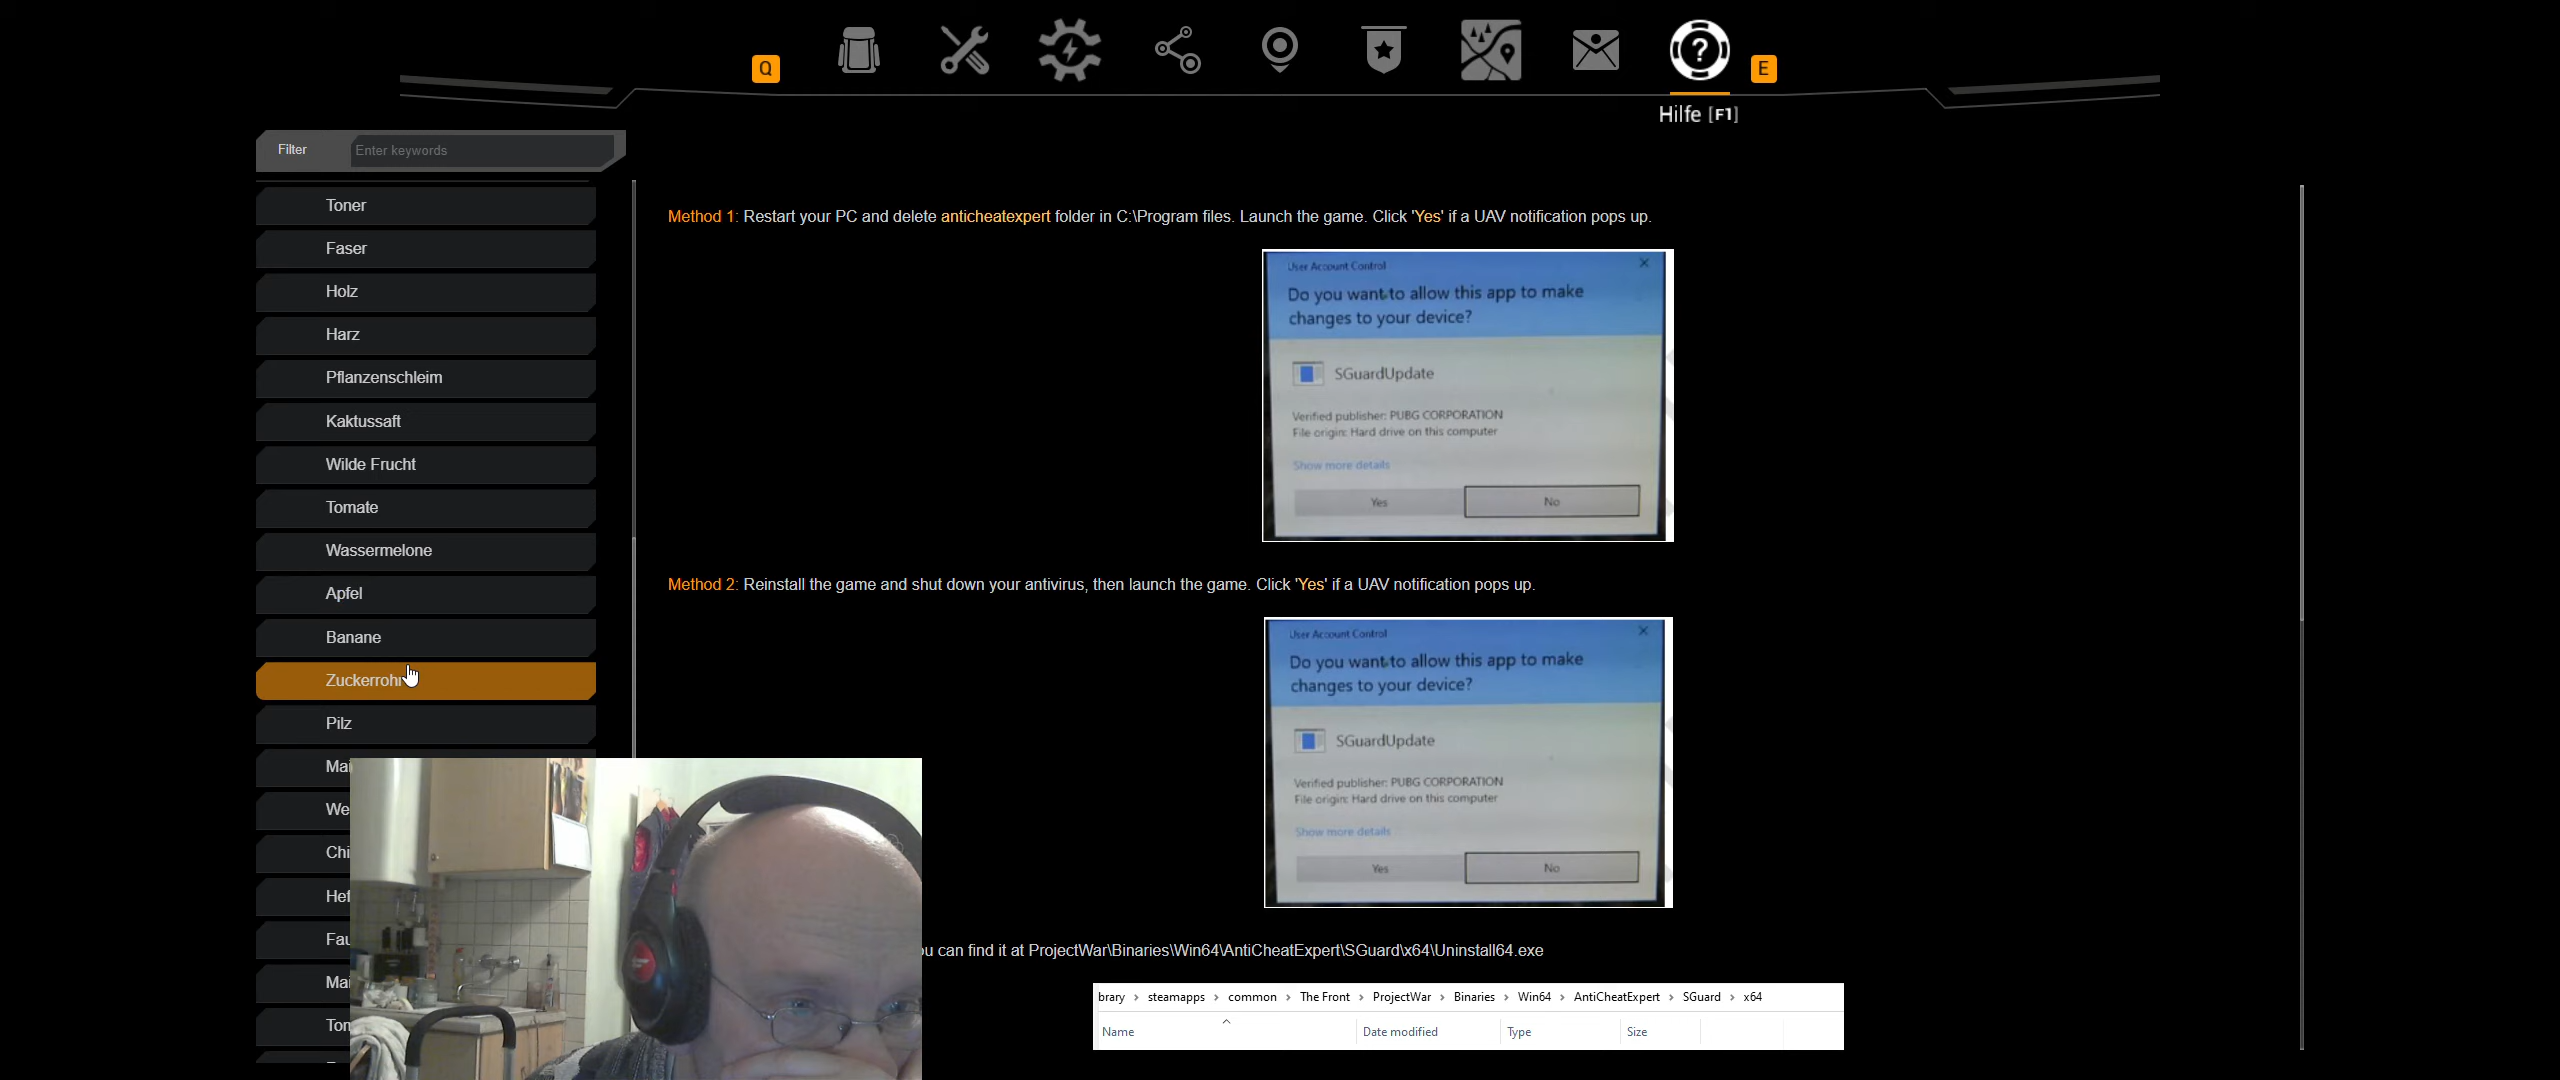 Q
E
Hilfe [F1]
Filter
Enter keywords
Toner
Faser
Holz
Harz
Pflanzenschleim
Kaktussaft
Wilde Frucht
Tomate
Wassermelone
Apfel
Banane
Zuckerrohr
Pilz
Mai
We
Chi
Hef
Fau
Mai
Tom
Method 1: Restart your PC and delete anticheatexpert folder in C:\Program files. Launch the game. Click 'Yes' if a UAV notification pops up.
User Account Control
Do you want to allow this app to make
changes to your device?
SGuardUpdate
Verified publisher: PUBG CORPORATION
File origin: Hard drive on this computer
Show more details
Yes
No
Method 2: Reinstall the game and shut down your antivirus, then launch the game. Click 'Yes' if a UAV notification pops up.
User Account Control
Do you want to allow this app to make
changes to your device?
SGuardUpdate
Verified publisher: PUBG CORPORATION
File origin: Hard drive on this computer
Show more details
Yes
No
can find it at ProjectWar\Binaries\Win64\AntiCheatExpert\SGuard\x64\Uninstall64.exe
brary > steamapps > common > The Front > ProjectWar > Binaries > Win64 > AntiCheatExpert > SGuard > x64
Name Date modified Type Size